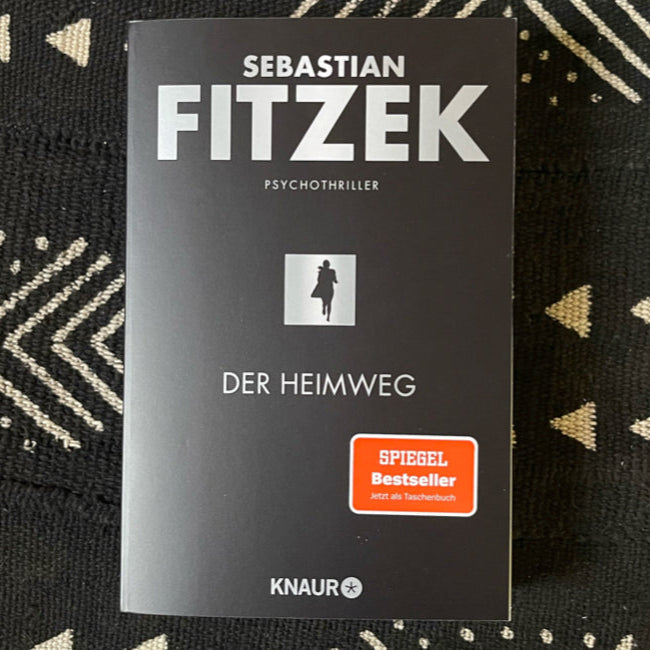 SEBASTIAN
FITZEK
PSYCHOTHRILLER
DER HEIMWEG
SPIEGEL
Bestseller
Jetzt als Taschenbuch
KNAUR